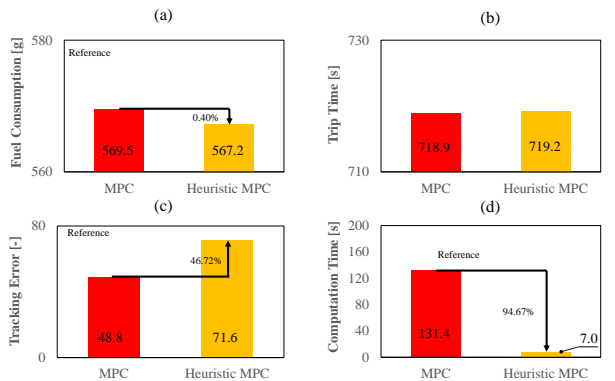 (a)
Fuel Consumption [g]
580
560
Reference
0.40%
569.5
567.2
MPC
Heuristic MPC
(b)
Trip Time [s]
730
710
718.9
719.2
MPC
Heuristic MPC
(c)
Tracking Error [-]
80
0
Reference
46.72%
48.8
71.6
MPC
Heuristic MPC
(d)
Computation Time [s]
200
160
120
80
40
0
Reference
94.67%
131.4
7.0
MPC
Heuristic MPC